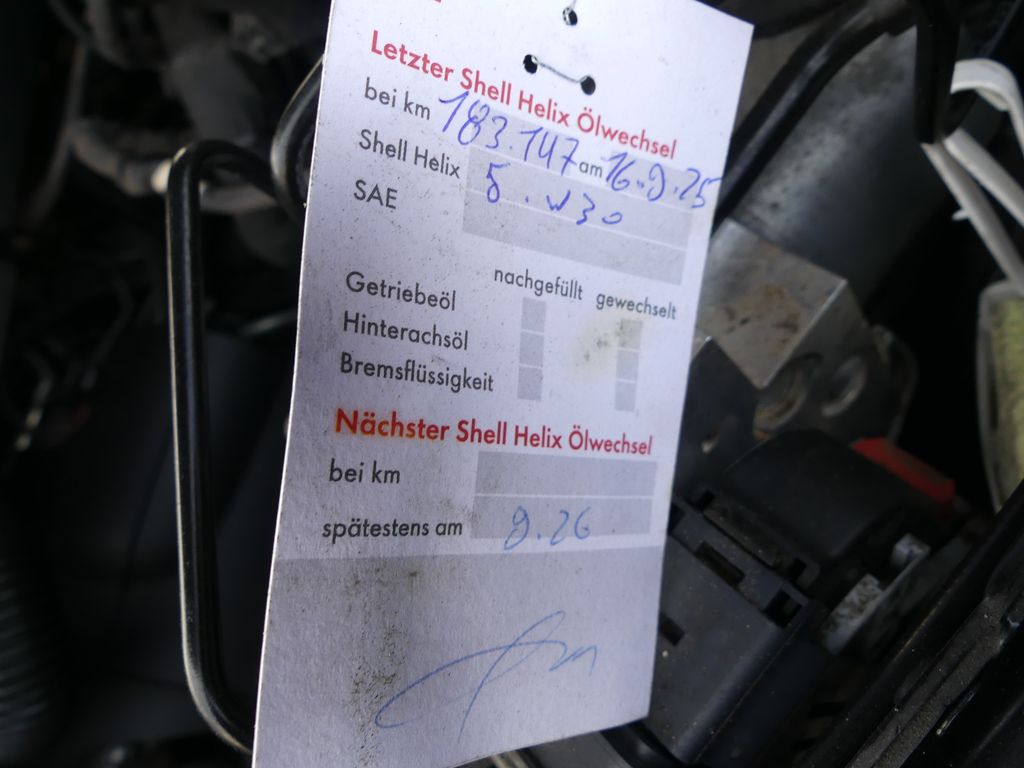 Letzter Shell Helix Ölwechsel
bei km 183.147 am 16.9.25
Shell Helix 5.W30
SAE
nachgefüllt gewechselt
Getriebeöl
Hinterachsöl
Bremsflüssigkeit
Nächster Shell Helix Ölwechsel
bei km
spätestens am 9.26